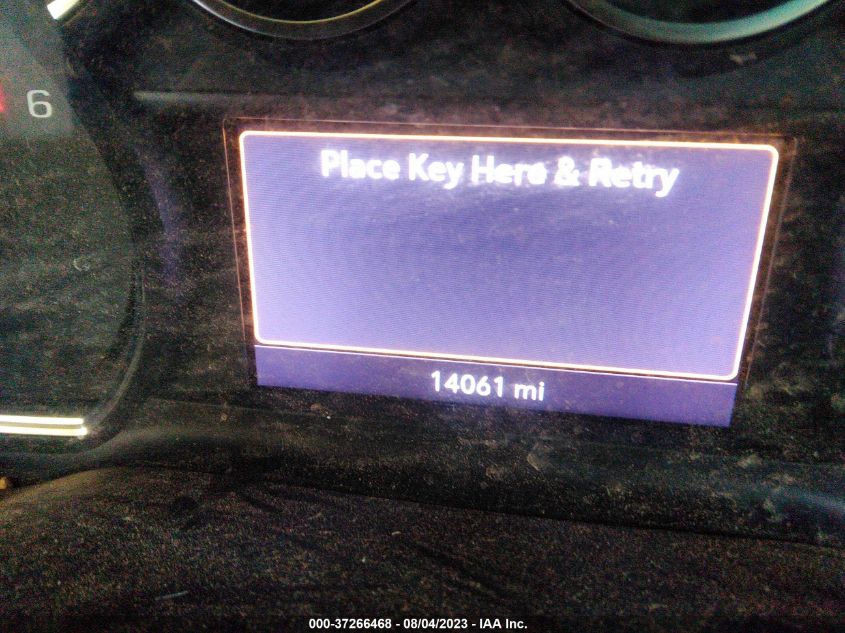 6
Place Key Here & Retry
14061 mi
000-37266468 - 08/04/2023 - IAA Inc.